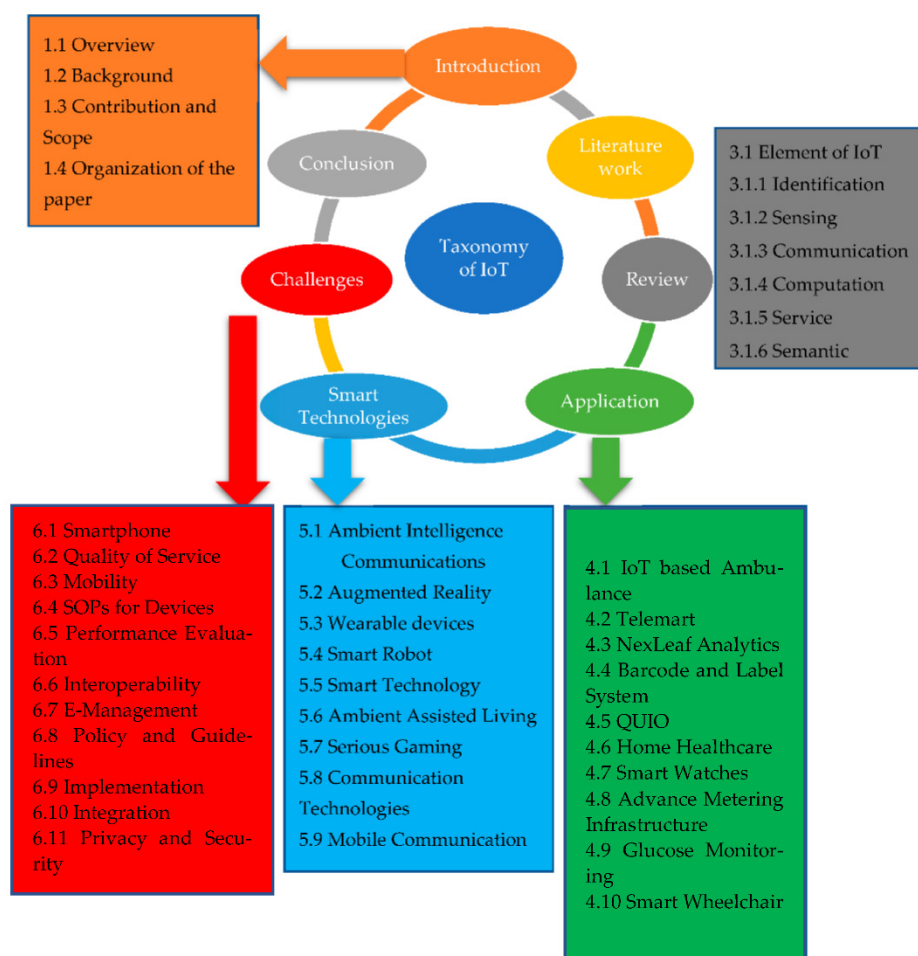 1.1 Overview
1.2 Background
1.3 Contribution and
Scope
1.4 Organization of the
paper
Introduction
Literature
work
Conclusion
Taxonomy
of IoT
Challenges
Review
Smart
Technologies
Application
3.1 Element of IoT
3.1.1 Identification
3.1.2 Sensing
3.1.3 Communication
3.1.4 Computation
3.1.5 Service
3.1.6 Semantic
6.1 Smartphone
6.2 Quality of Service
6.3 Mobility
6.4 SOPs for Devices
6.5 Performance Evalua-
tion
6.6 Interoperability
6.7 E-Management
6.8 Policy and Guide-
lines
6.9 Implementation
6.10 Integration
6.11 Privacy and Secu-
rity
5.1 Ambient Intelligence
Communications
5.2 Augmented Reality
5.3 Wearable devices
5.4 Smart Robot
5.5 Smart Technology
5.6 Ambient Assisted Living
5.7 Serious Gaming
5.8 Communication
Technologies
5.9 Mobile Communication
4.1 IoT based Ambu-
lance
4.2 Telemart
4.3 NexLeaf Analytics
4.4 Barcode and Label
System
4.5 QUIO
4.6 Home Healthcare
4.7 Smart Watches
4.8 Advance Metering
Infrastructure
4.9 Glucose Monitor-
ing
4.10 Smart Wheelchair